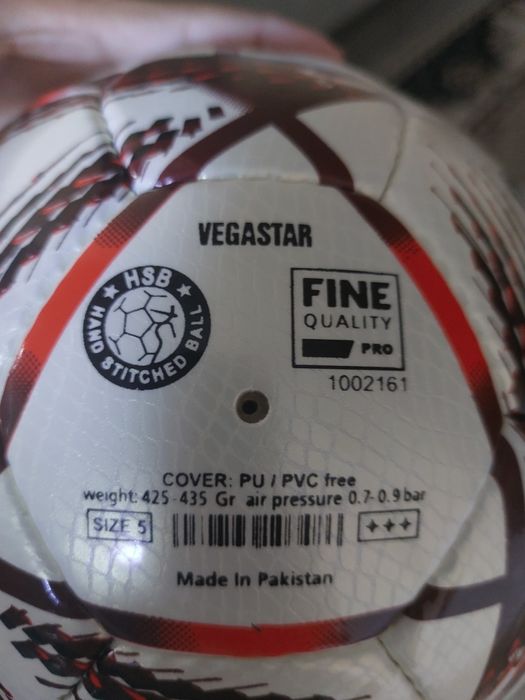 VEGASTAR
HSB
HAND STITCHED BALL
FINE
QUALITY
PRO
1002161
COVER: PU / PVC free
weight: 425-435 Gr air pressure 0.7-0.9 bar
SIZE 5
Made In Pakistan